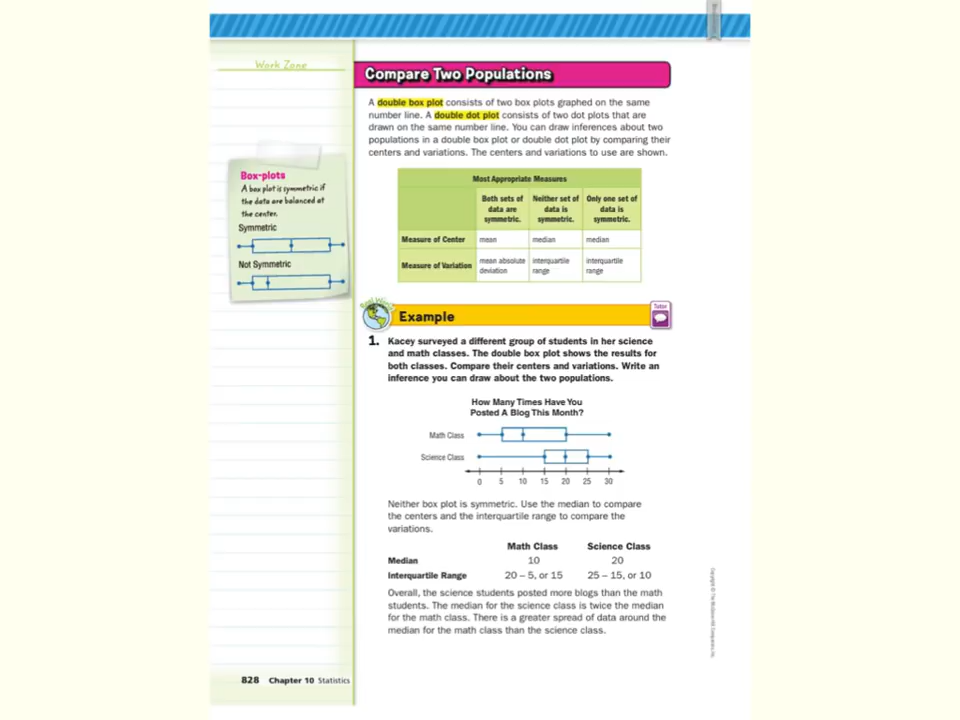 Work Zone
Compare Two Populations
A double box plot consists of two box plots graphed on the same
number line. A double dot plot consists of two dot plots that are
drawn on the same number line. You can draw inferences about two
populations in a double box plot or double dot plot by comparing their
centers and variations. The centers and variations to use are shown.
Box-plots
A box plot is symmetric if
the data are balanced at
the center.
Symmetric
Not Symmetric
Most Appropriate Measures
Both sets of data are symmetric.
Neither set of data is symmetric.
Only one set of data is symmetric.
Measure of Center mean median median
Measure of Variation mean absolute deviation interquartile range interquartile range
Real World
Example
Tutor
1. Kacey surveyed a different group of students in her science
and math classes. The double box plot shows the results for
both classes. Compare their centers and variations. Write an
inference you can draw about the two populations.
How Many Times Have You
Posted A Blog This Month?
Math Class
Science Class
0 5 10 15 20 25 30
Neither box plot is symmetric. Use the median to compare
the centers and the interquartile range to compare the
variations.
Math Class Science Class
Median 10 20
Interquartile Range 20 – 5, or 15 25 – 15, or 10
Overall, the science students posted more blogs than the math
students. The median for the science class is twice the median
for the math class. There is a greater spread of data around the
median for the math class than the science class.
828 Chapter 10 Statistics